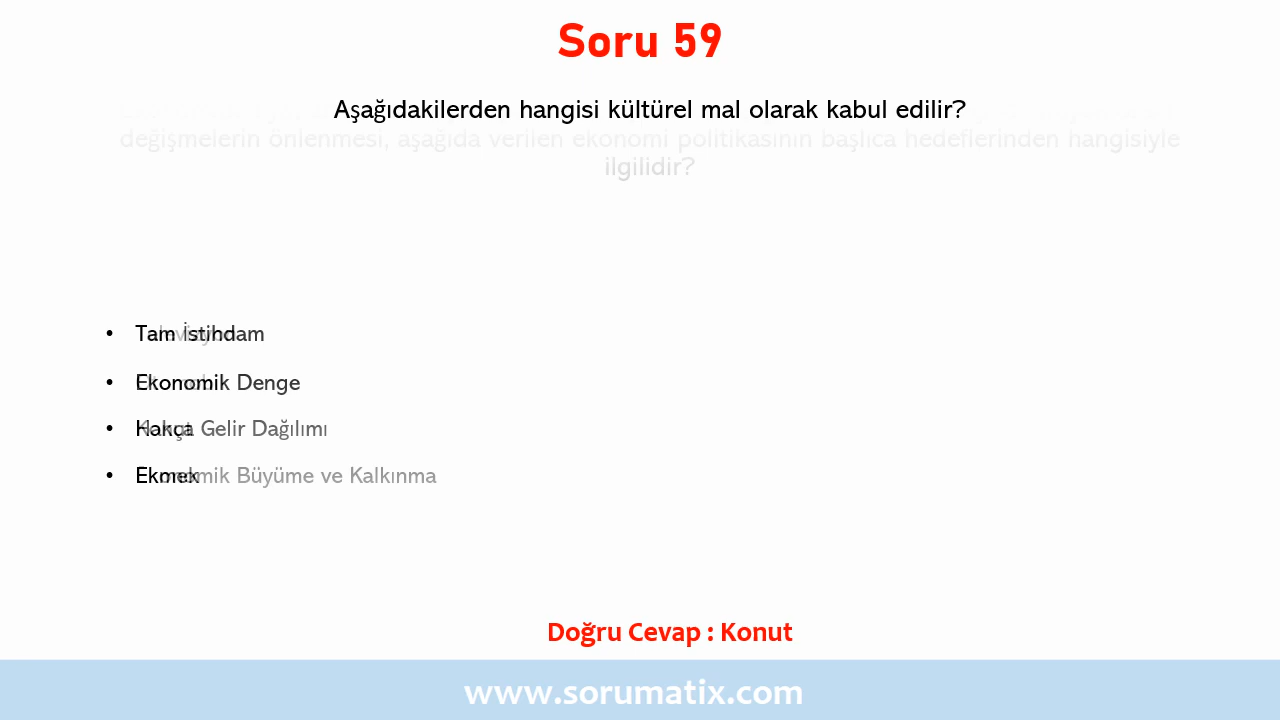 Soru 59
Aşağıdakilerden hangisi kültürel mal olarak kabul edilir?
değişmelerin önlenmesi, aşağıda verilen ekonomi politikasının başlıca hedeflerinden hangisiyle
ilgilidir?
• Tam İstihdam
• Ekonomik Denge
• Hakça Gelir Dağılımı
• Ekonomik Büyüme ve Kalkınma
Doğru Cevap : Konut
www.sorumatix.com